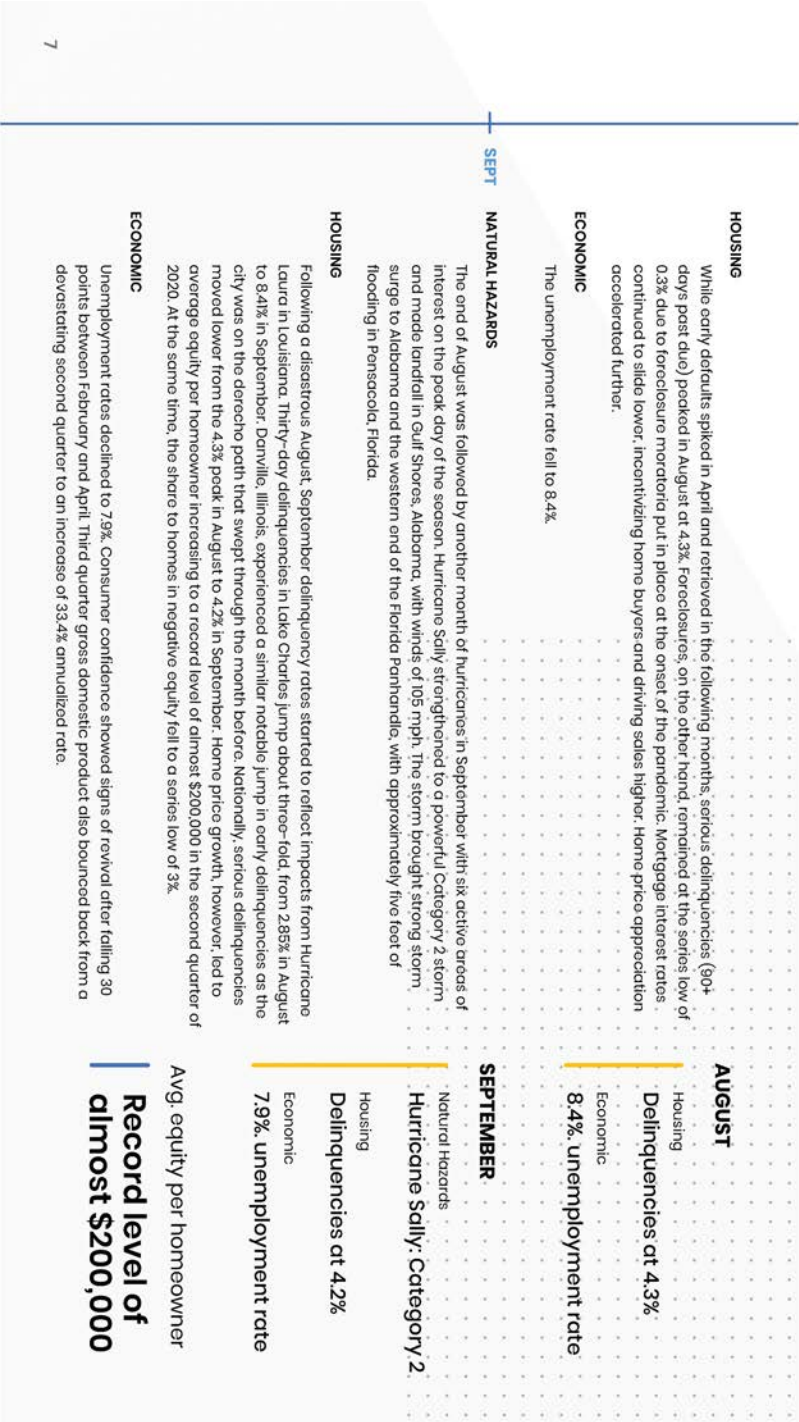 HOUSING
While early defaults spiked in April and retrieved in the following months, serious delinquencies (90+
days past due) peaked in August at 4.3%. Foreclosures, on the other hand, remained at the series low of
0.3% due to foreclosure moratoria put in place at the onset of the pandemic. Mortgage interest rates
continued to slide lower, incentivizing home buyers and driving sales higher. Home price appreciation
accelerated further.
ECONOMIC
The unemployment rate fell to 8.4%.
AUGUST
Housing
Delinquencies at 4.3%
Economic
8.4%. unemployment rate
SEPT
NATURAL HAZARDS
The end of August was followed by another month of hurricanes in September with six active areas of
interest on the peak day of the season. Hurricane Sally strengthened to a powerful Category 2 storm
and made landfall in Gulf Shores, Alabama, with winds of 105 mph. The storm brought strong storm
surge to Alabama and the western end of the Florida Panhandle, with approximately five feet of
flooding in Pensacola, Florida.
HOUSING
Following a disastrous August, September delinquency rates started to reflect impacts from Hurricane
Laura in Louisiana. Thirty-day delinquencies in Lake Charles jump about three-fold, from 2.85% in August
to 8.41% in September. Danville, Illinois, experienced a similar notable jump in early delinquencies as the
city was on the derecho path that swept through the month before. Nationally, serious delinquencies
moved lower from the 4.3% peak in August to 4.2% in September. Home price growth, however, led to
average equity per homeowner increasing to a record level of almost $200,000 in the second quarter of
2020. At the same time, the share to homes in negative equity fell to a series low of 3%.
ECONOMIC
Unemployment rates declined to 7.9%. Consumer confidence showed signs of revival after falling 30
points between February and April. Third quarter gross domestic product also bounced back from a
devastating second quarter to an increase of 33.4% annualized rate.
SEPTEMBER
Natural Hazards
Hurricane Sally: Category 2
Housing
Delinquencies at 4.2%
Economic
7.9%. unemployment rate
Avg. equity per homeowner
Record level of
almost $200,000
7